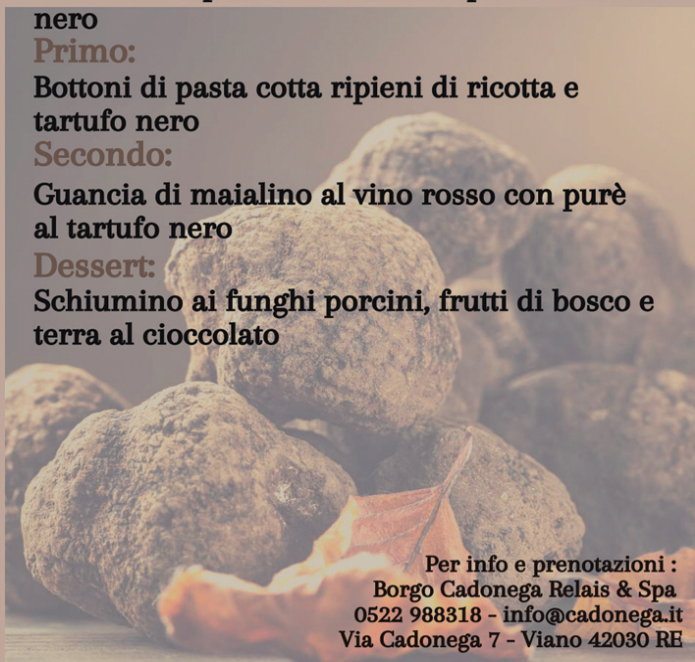 nero
Primo:
Bottoni di pasta cotta ripieni di ricotta e
tartufo nero
Secondo:
Guancia di maialino al vino rosso con purè
al tartufo nero
Dessert:
Schiumino ai funghi porcini, frutti di bosco e
terra al cioccolato
Per info e prenotazioni :
Borgo Cadonega Relais & Spa
0522 988318 - info@cadonega.it
Via Cadonega 7 - Viano 42030 RE